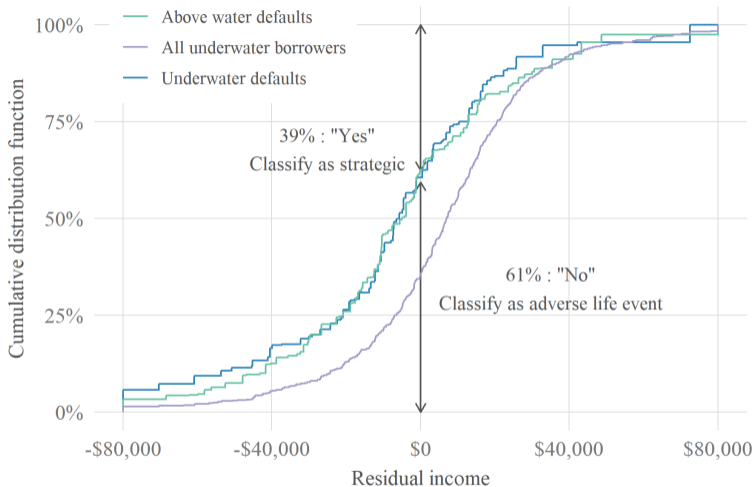 Above water defaults
All underwater borrowers
Underwater defaults
Cumulative distribution function
100%
75%
50%
25%
0%
39% : "Yes"
Classify as strategic
61% : "No"
Classify as adverse life event
-$80,000
-$40,000
$0
$40,000
$80,000
Residual income